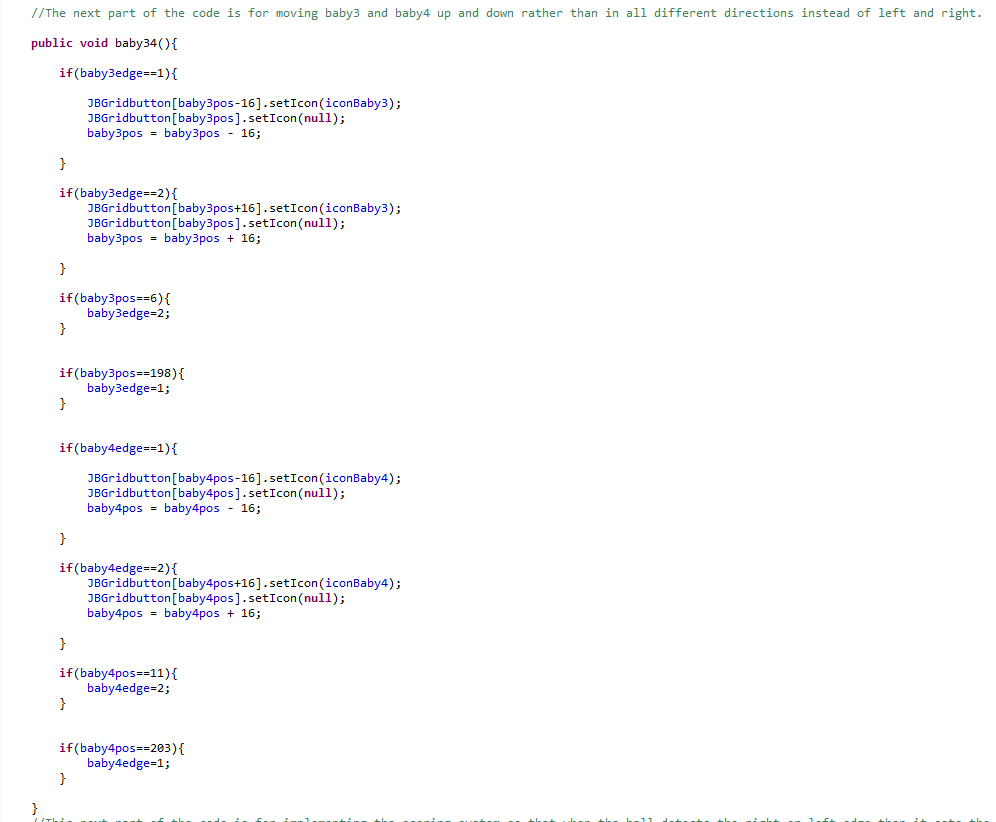 //The next part of the code is for moving baby3 and baby4 up and down rather than in all different directions instead of left and right.
public void baby34(){
if(baby3edge==1){
JBGridbutton[baby3pos-16].setIcon(iconBaby3);
JBGridbutton[baby3pos].setIcon(null);
baby3pos = baby3pos - 16;
}
if(baby3edge==2){
JBGridbutton[baby3pos+16].setIcon(iconBaby3);
JBGridbutton[baby3pos].setIcon(null);
baby3pos = baby3pos + 16;
}
if(baby3pos==6){
baby3edge=2;
}
if(baby3pos==198){
baby3edge=1;
}
if(baby4edge==1){
JBGridbutton[baby4pos-16].setIcon(iconBaby4);
JBGridbutton[baby4pos].setIcon(null);
baby4pos = baby4pos - 16;
}
if(baby4edge==2){
JBGridbutton[baby4pos+16].setIcon(iconBaby4);
JBGridbutton[baby4pos].setIcon(null);
baby4pos = baby4pos + 16;
}
if(baby4pos==11){
baby4edge=2;
}
if(baby4pos==203){
baby4edge=1;
}
}